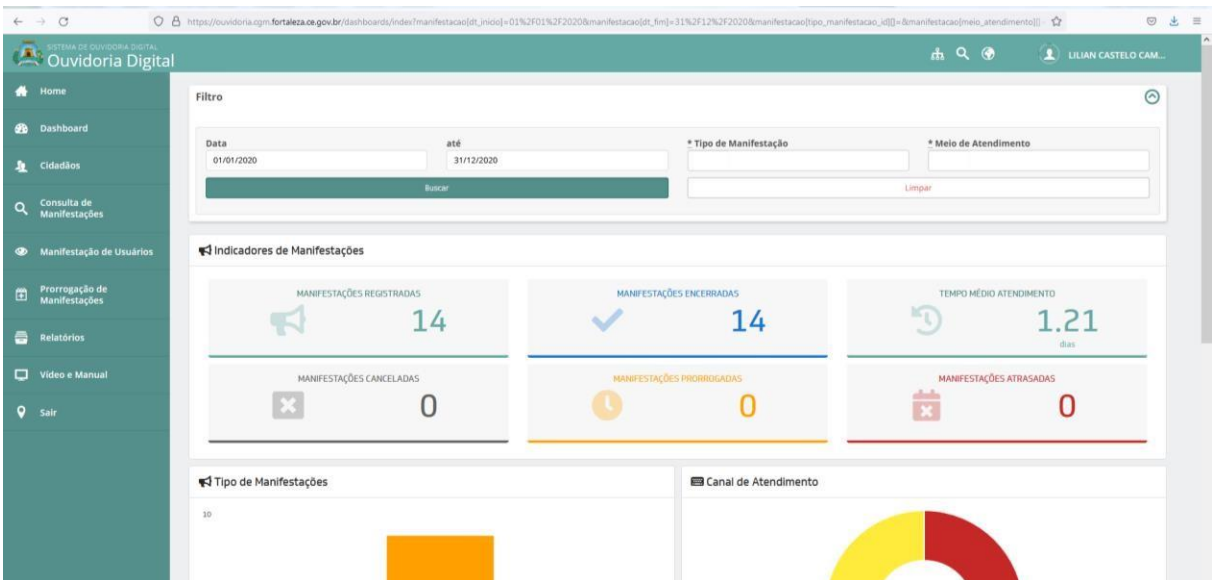 https://ouvidoria.cgm.fortaleza.ce.gov.br/dashboards/index?manifestacao[dt_inicio]=01%2F01%2F2020&manifestacao[dt_fim]=31%2F12%2F2020&manifestacao[tipo_manifestacao_id][]=&manifestacao[meio_atendimento][]
SISTEMA DE OUVIDORIA DIGITAL
Ouvidoria Digital
LILIAN CASTELO CAM...
Home
Dashboard
Cidadãos
Consulta de
Manifestações
Manifestação de Usuários
Prorrogação de
Manifestações
Relatórios
Vídeo e Manual
Sair
Filtro
Data
até
* Tipo de Manifestação
* Meio de Atendimento
01/01/2020
31/12/2020
Buscar
Limpar
Indicadores de Manifestações
MANIFESTAÇÕES REGISTRADAS
14
MANIFESTAÇÕES ENCERRADAS
14
TEMPO MÉDIO ATENDIMENTO
1.21
dias
MANIFESTAÇÕES CANCELADAS
0
MANIFESTAÇÕES PRORROGADAS
0
MANIFESTAÇÕES ATRASADAS
0
Tipo de Manifestações
Canal de Atendimento
10